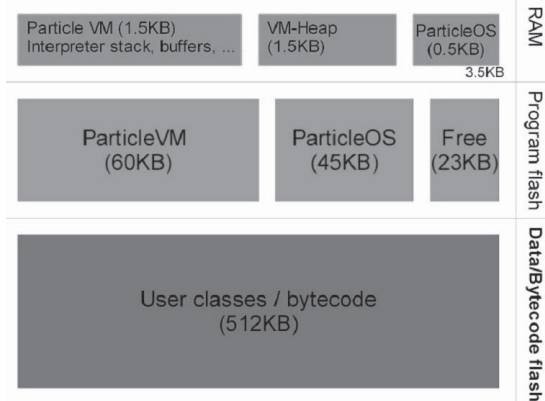 Particle VM (1.5KB)
Interpreter stack, buffers, ...
VM-Heap
(1.5KB)
ParticleOS
(0.5KB)
3.5KB
RAM
ParticleVM
(60KB)
ParticleOS
(45KB)
Free
(23KB)
Program flash
User classes / bytecode
(512KB)
Data/Bytecode flash